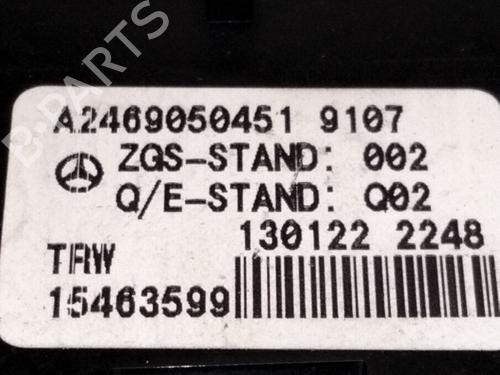 B-PARTS
A2469050451 9107
ZGS-STAND: 002
Q/E-STAND: Q02
130122 2248
TRW
15463599